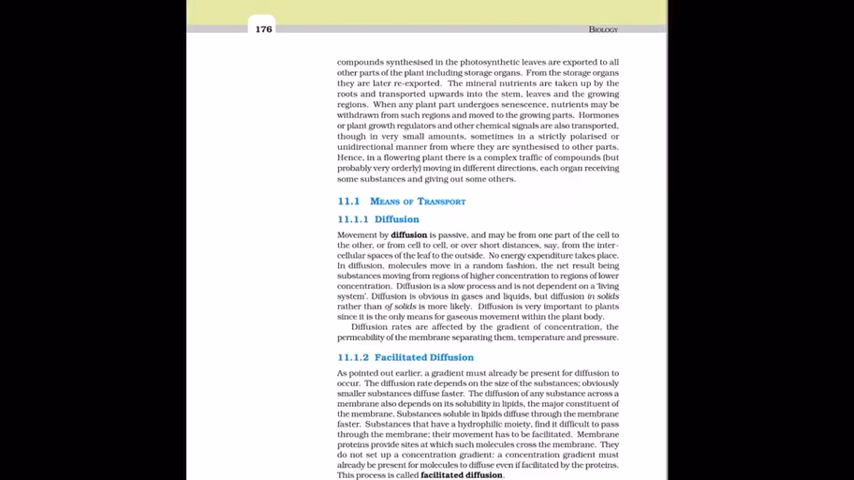 176
BIOLOGY
compounds synthesised in the photosynthetic leaves are exported to all
other parts of the plant including storage organs. From the storage organs
they are later re-exported. The mineral nutrients are taken up by the
roots and transported upwards into the stem, leaves and the growing
regions. When any plant part undergoes senescence, nutrients may be
withdrawn from such regions and moved to the growing parts. Hormones
or plant growth regulators and other chemical signals are also transported,
though in very small amounts, sometimes in a strictly polarised or
unidirectional manner from where they are synthesised to other parts.
Hence, in a flowering plant there is a complex traffic of compounds (but
probably very orderly) moving in different directions, each organ receiving
some substances and giving out some others.
11.1 MEANS OF TRANSPORT
11.1.1 Diffusion
Movement by diffusion is passive, and may be from one part of the cell to
the other, or from cell to cell, or over short distances, say, from the inter-
cellular spaces of the leaf to the outside. No energy expenditure takes place.
In diffusion, molecules move in a random fashion, the net result being
substances moving from regions of higher concentration to regions of lower
concentration. Diffusion is a slow process and is not dependent on a 'living
system'. Diffusion is obvious in gases and liquids, but diffusion in solids
rather than of solids is more likely. Diffusion is very important to plants
since it is the only means for gaseous movement within the plant body.
Diffusion rates are affected by the gradient of concentration, the
permeability of the membrane separating them, temperature and pressure.
11.1.2 Facilitated Diffusion
As pointed out earlier, a gradient must already be present for diffusion to
occur. The diffusion rate depends on the size of the substances; obviously
smaller substances diffuse faster. The diffusion of any substance across a
membrane also depends on its solubility in lipids, the major constituent of
the membrane. Substances soluble in lipids diffuse through the membrane
faster. Substances that have a hydrophilic moiety, find it difficult to pass
through the membrane; their movement has to be facilitated. Membrane
proteins provide sites at which such molecules cross the membrane. They
do not set up a concentration gradient: a concentration gradient must
already be present for molecules to diffuse even if facilitated by the proteins.
This process is called facilitated diffusion.